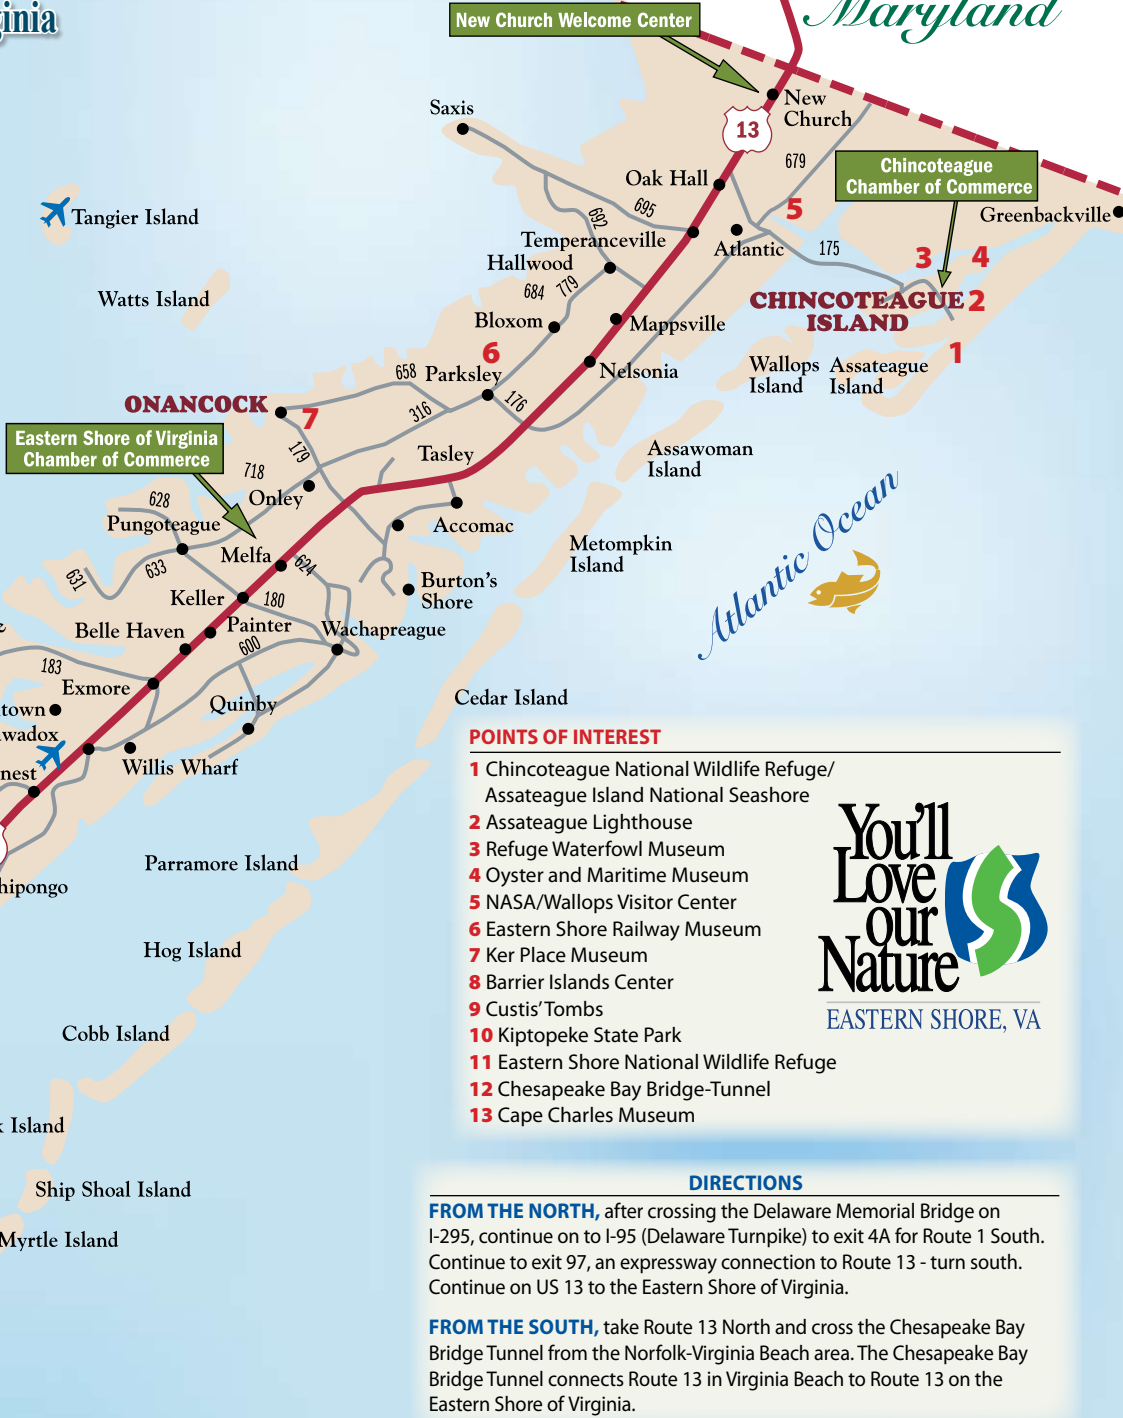 Maryland
New Church Welcome Center
New
Church
13
Saxis
679
Oak Hall
Chincoteague
Chamber of Commerce
Greenbackville
695
692
5
Tangier Island
Temperanceville
Atlantic
175
3
4
Hallwood
684
779
Watts Island
CHINCOTEAGUE
ISLAND
2
Bloxom
Mappsville
1
6
658
Parksley
Nelsonia
Wallops
Island
Assateague
Island
ONANCOCK
7
316
176
Eastern Shore of Virginia
Chamber of Commerce
179
Tasley
Assawoman
Island
718
Onley
628
Pungoteague
Accomac
Atlantic Ocean
Melfa
624
Metompkin
Island
631
633
Keller
180
Burton's
Shore
Belle Haven
Painter
Wachapreague
600
183
Exmore
Quinby
Cedar Island
Willis Wharf
Parramore Island
Hog Island
Cobb Island
Island
Ship Shoal Island
Myrtle Island
POINTS OF INTEREST
1 Chincoteague National Wildlife Refuge/
Assateague Island National Seashore
2 Assateague Lighthouse
3 Refuge Waterfowl Museum
4 Oyster and Maritime Museum
5 NASA/Wallops Visitor Center
6 Eastern Shore Railway Museum
7 Ker Place Museum
8 Barrier Islands Center
9 Custis' Tombs
10 Kiptopeke State Park
11 Eastern Shore National Wildlife Refuge
12 Chesapeake Bay Bridge-Tunnel
13 Cape Charles Museum
You'll
Love
our
Nature
EASTERN SHORE, VA
DIRECTIONS
FROM THE NORTH, after crossing the Delaware Memorial Bridge on
I-295, continue on to I-95 (Delaware Turnpike) to exit 4A for Route 1 South.
Continue to exit 97, an expressway connection to Route 13 - turn south.
Continue on US 13 to the Eastern Shore of Virginia.
FROM THE SOUTH, take Route 13 North and cross the Chesapeake Bay
Bridge Tunnel from the Norfolk-Virginia Beach area. The Chesapeake Bay
Bridge Tunnel connects Route 13 in Virginia Beach to Route 13 on the
Eastern Shore of Virginia.